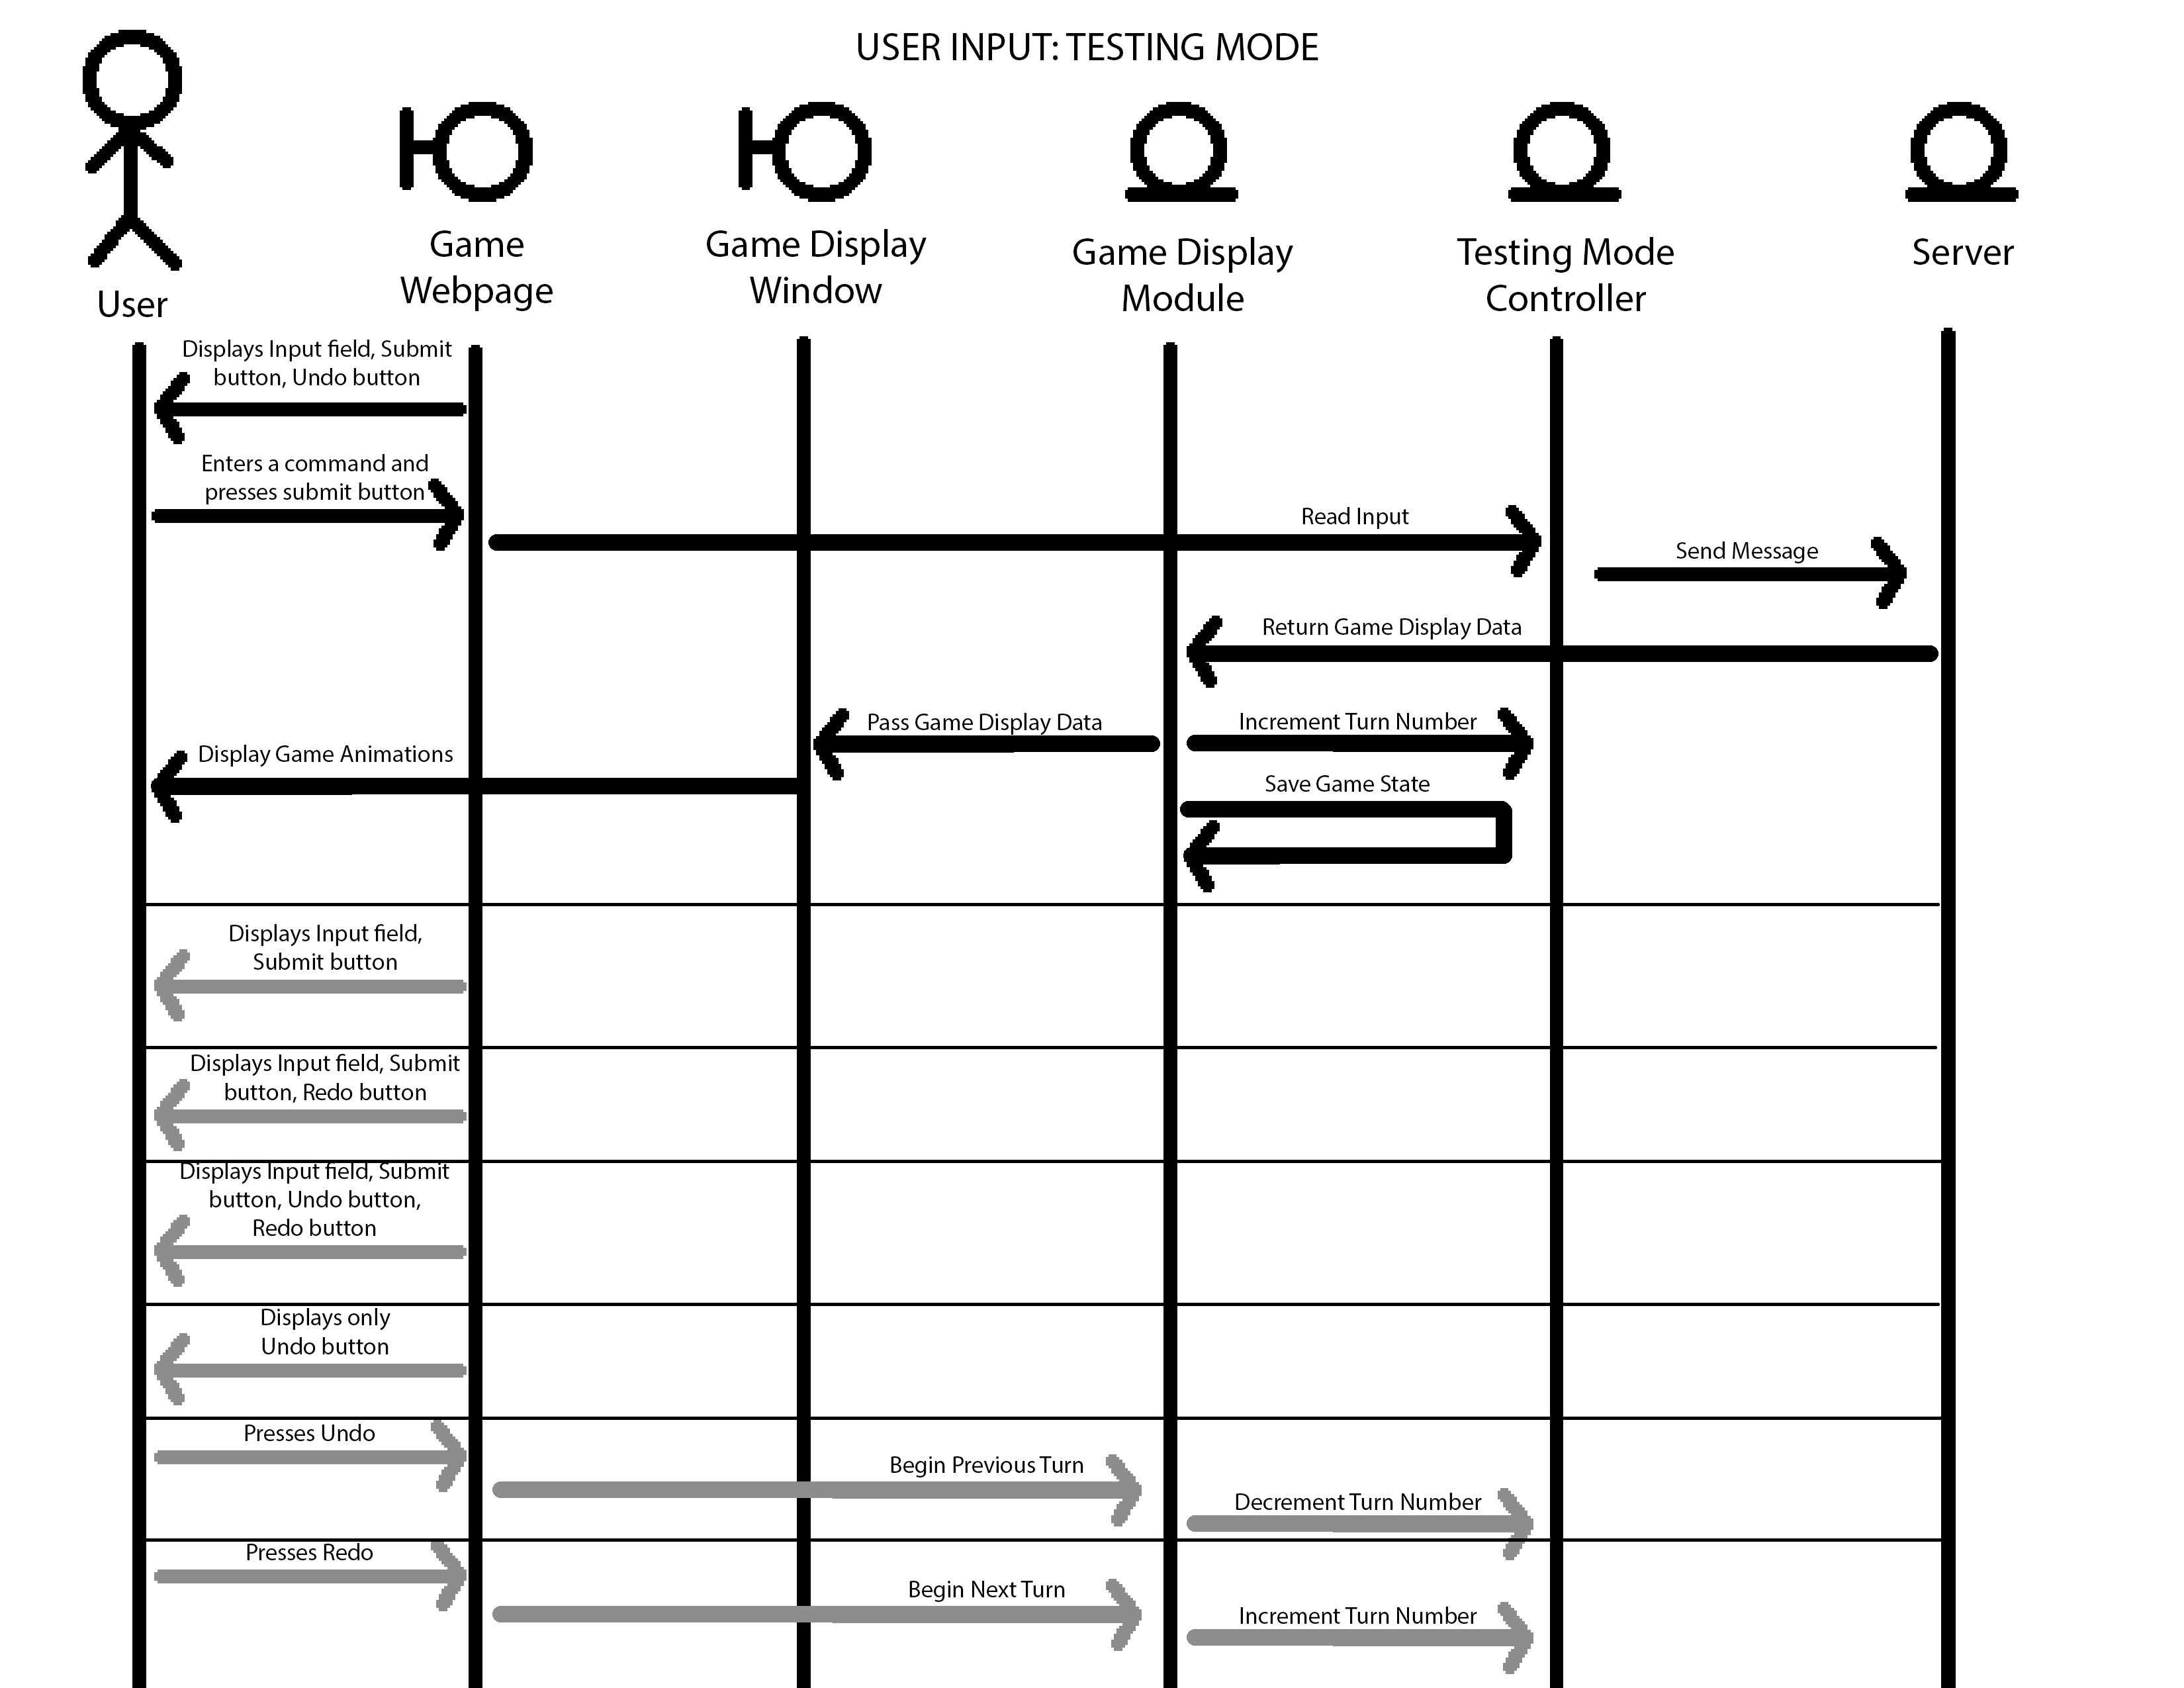 USER INPUT: TESTING MODE
User
Game
Webpage
Game Display
Window
Game Display
Module
Testing Mode
Controller
Server
Displays Input field, Submit
button, Undo button
Enters a command and
presses submit button
Read Input
Send Message
Return Game Display Data
Pass Game Display Data
Increment Turn Number
Display Game Animations
Save Game State
Displays Input field,
Submit button
Displays Input field, Submit
button, Redo button
Displays Input field, Submit
button, Undo button,
Redo button
Displays only
Undo button
Presses Undo
Begin Previous Turn
Decrement Turn Number
Presses Redo
Begin Next Turn
Increment Turn Number